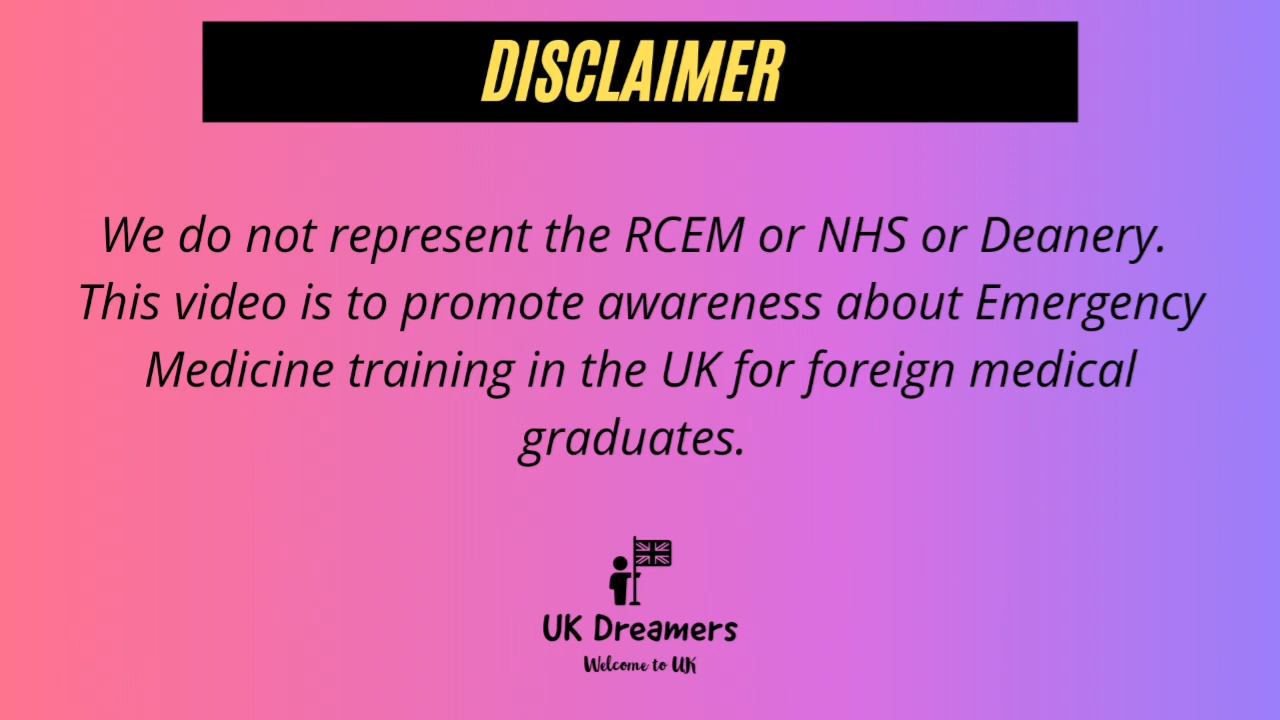 DISCLAIMER
We do not represent the RCEM or NHS or Deanery.
This video is to promote awareness about Emergency
Medicine training in the UK for foreign medical
graduates.
UK Dreamers
Welcome to UK